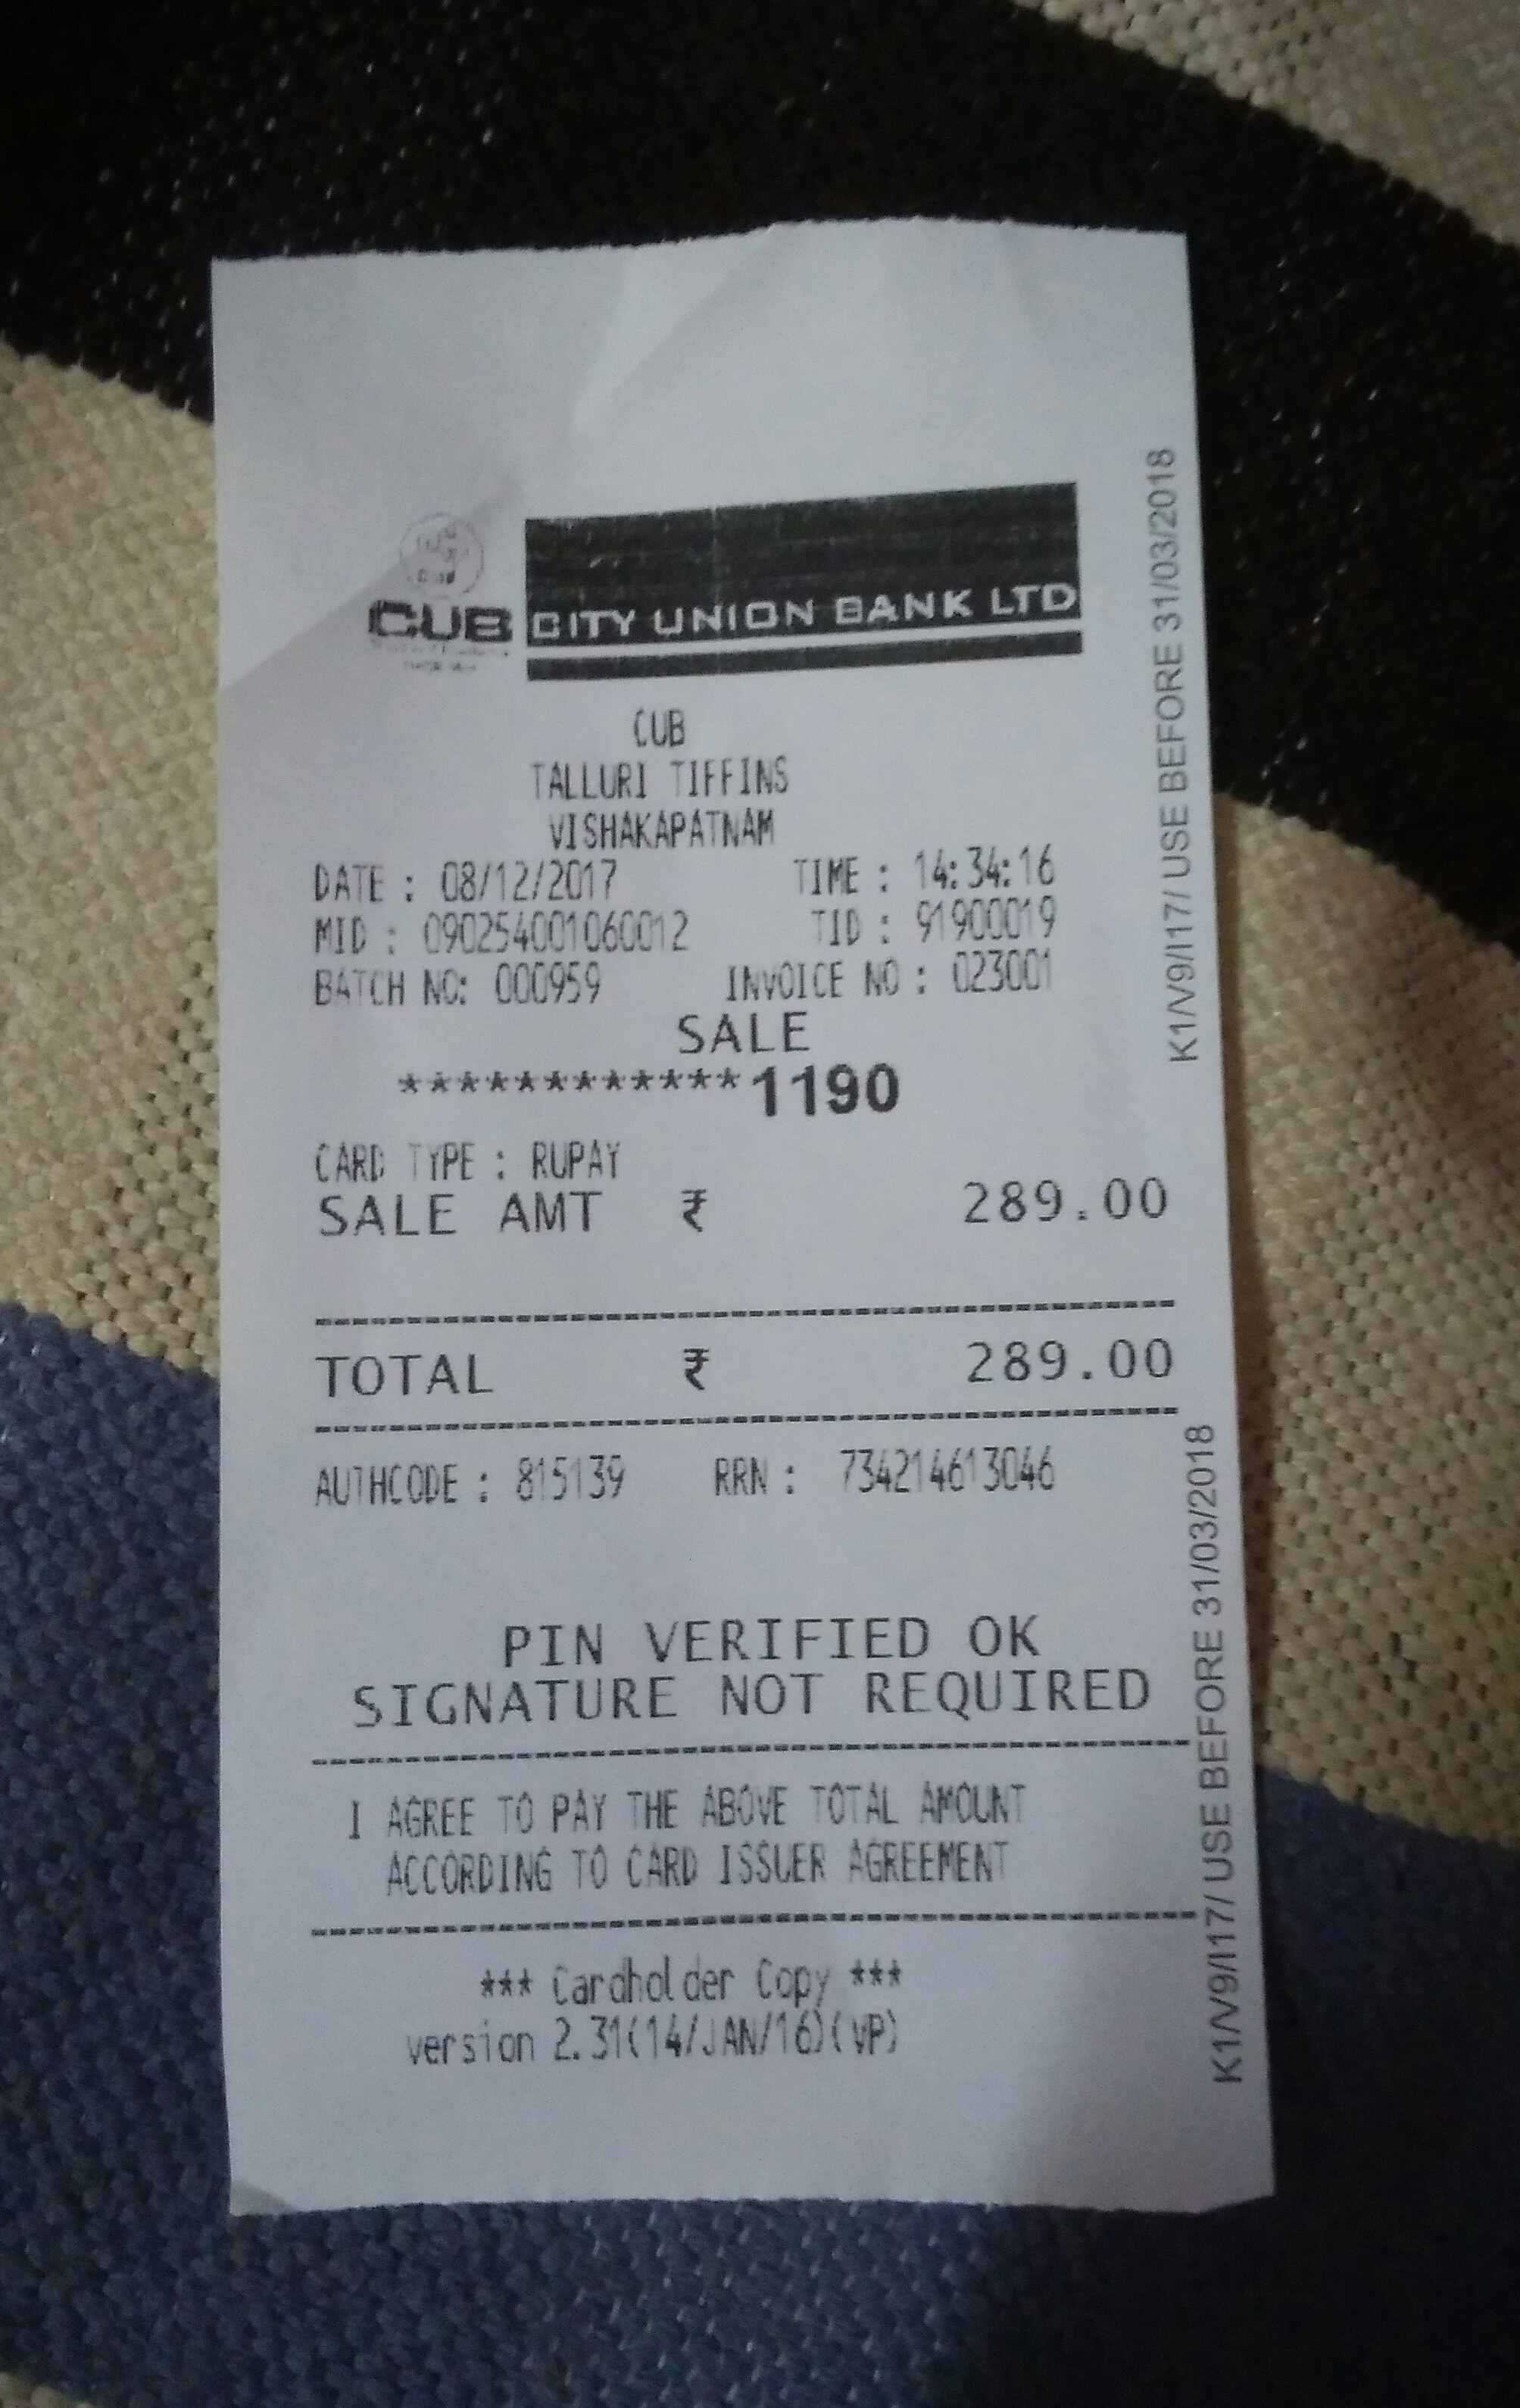 CUB CITY UNION BANK LTD
CUB
TALLURI TIFFINS
VISHAKAPATNAM
DATE : 08/12/2017 TIME : 14:34:16
MID : 090254001060012 TID : 91900019
BATCH NO: 000959 INVOICE NO : 023001
SALE
************1190
CARD TYPE : RUPAY
SALE AMT ₹ 289.00
TOTAL ₹ 289.00
AUTHCODE : 815139 RRN : 734214613046
PIN VERIFIED OK
SIGNATURE NOT REQUIRED
I AGREE TO PAY THE ABOVE TOTAL AMOUNT
ACCORDING TO CARD ISSUER AGREEMENT
*** Cardholder Copy ***
version 2.31(14/JAN/16)(VP)
K1/V9/I17/ USE BEFORE 31/03/2018
K1/V9/I17/ USE BEFORE 31/03/2018